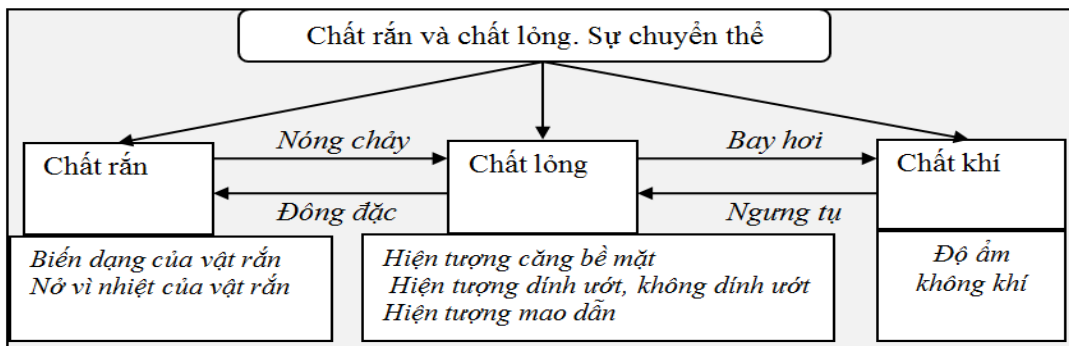 Chất rắn và chất lỏng. Sự chuyển thể
Nóng chảy
Bay hơi
Chất rắn
Chất lỏng
Chất khí
Đông đặc
Ngưng tụ
Biến dạng của vật rắn
Nở vì nhiệt của vật rắn
Hiện tượng căng bề mặt
Hiện tượng dính ướt, không dính ướt
Hiện tượng mao dẫn
Độ ẩm
không khí